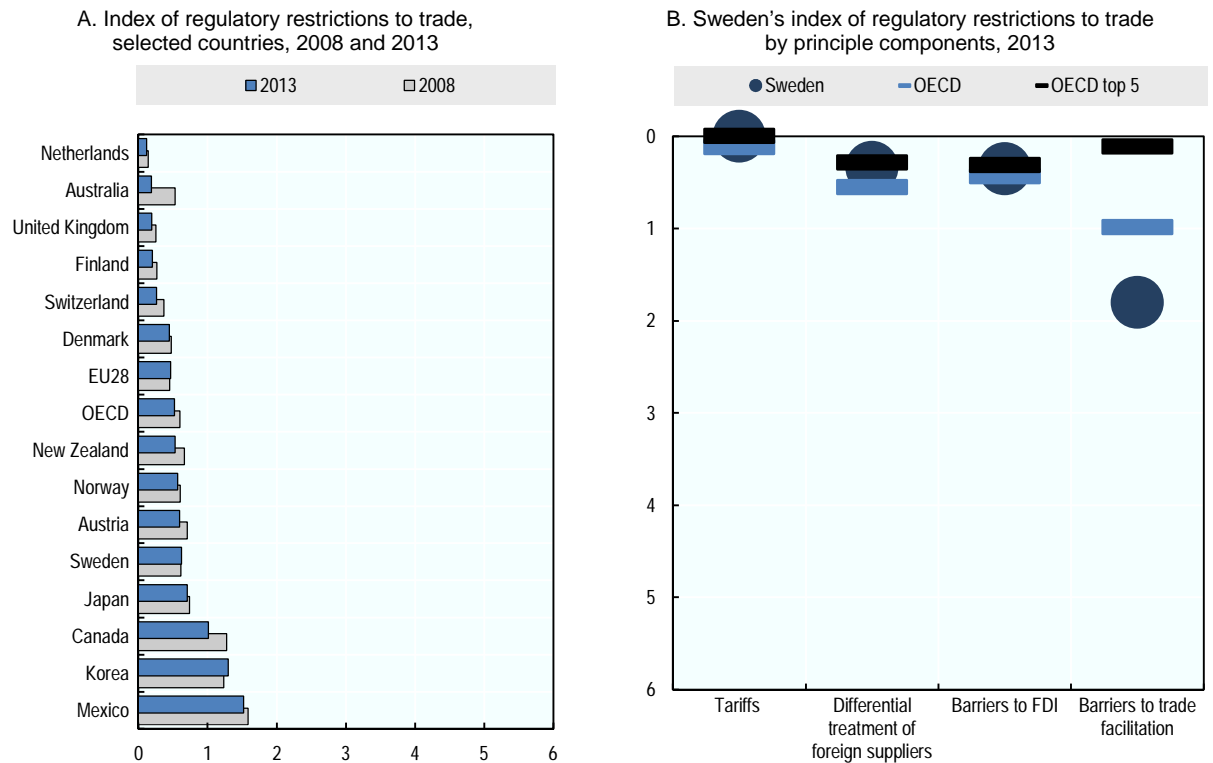 A. Index of regulatory restrictions to trade,
selected countries, 2008 and 2013
2013
2008
Netherlands
Australia
United Kingdom
Finland
Switzerland
Denmark
EU28
OECD
New Zealand
Norway
Austria
Sweden
Japan
Canada
Korea
Mexico
0 1 2 3 4 5 6
B. Sweden's index of regulatory restrictions to trade
by principle components, 2013
Sweden
OECD
OECD top 5
0
1
2
3
4
5
6
Tariffs
Differential
treatment of
foreign suppliers
Barriers to FDI
Barriers to trade
facilitation